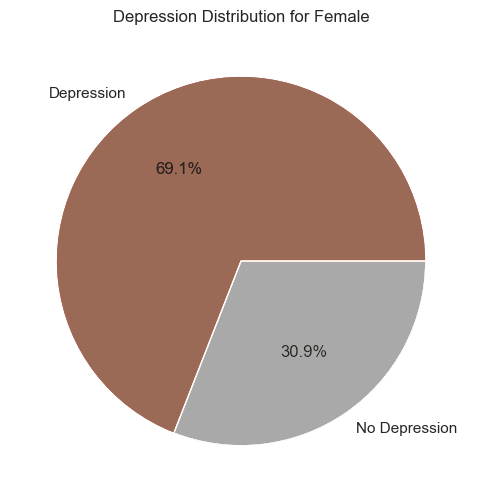 Depression Distribution for Female
Depression
69.1%
30.9%
No Depression